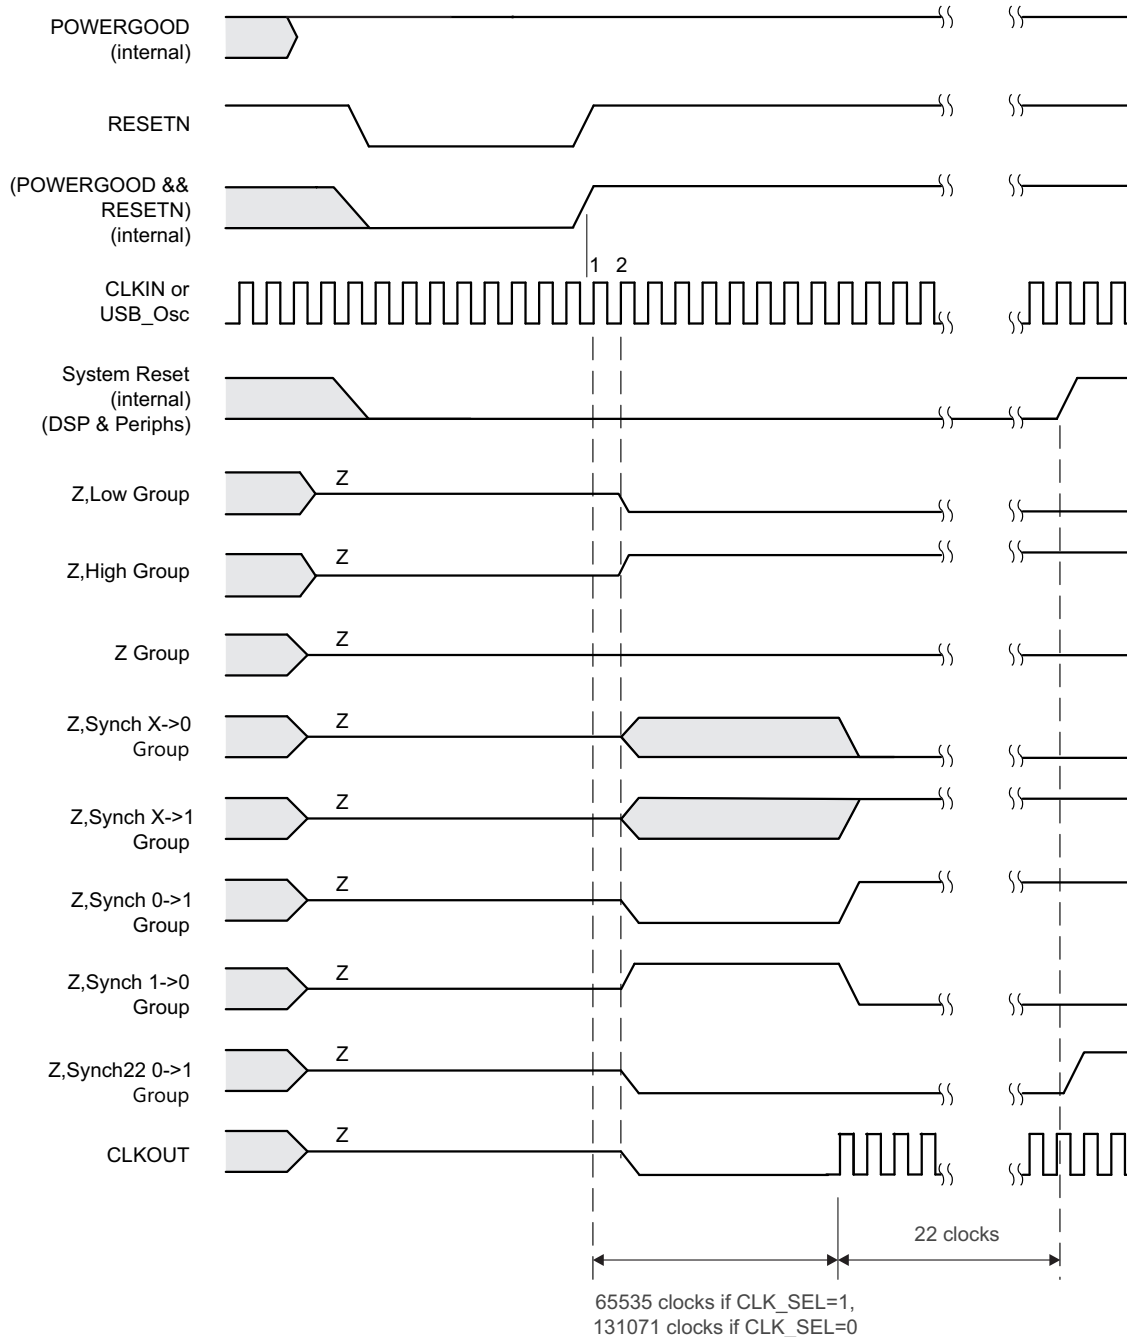 POWERGOOD
(internal)
RESETN
(POWERGOOD &&
RESETN)
(internal)
1 2
CLKIN or
USB_Osc
System Reset
(internal)
(DSP & Periphs)
Z
Z,Low Group
Z
Z,High Group
Z
Z Group
Z
Z,Synch X->0
Group
Z
Z,Synch X->1
Group
Z
Z,Synch 0->1
Group
Z
Z,Synch 1->0
Group
Z
Z,Synch22 0->1
Group
Z
CLKOUT
22 clocks
65535 clocks if CLK_SEL=1,
131071 clocks if CLK_SEL=0